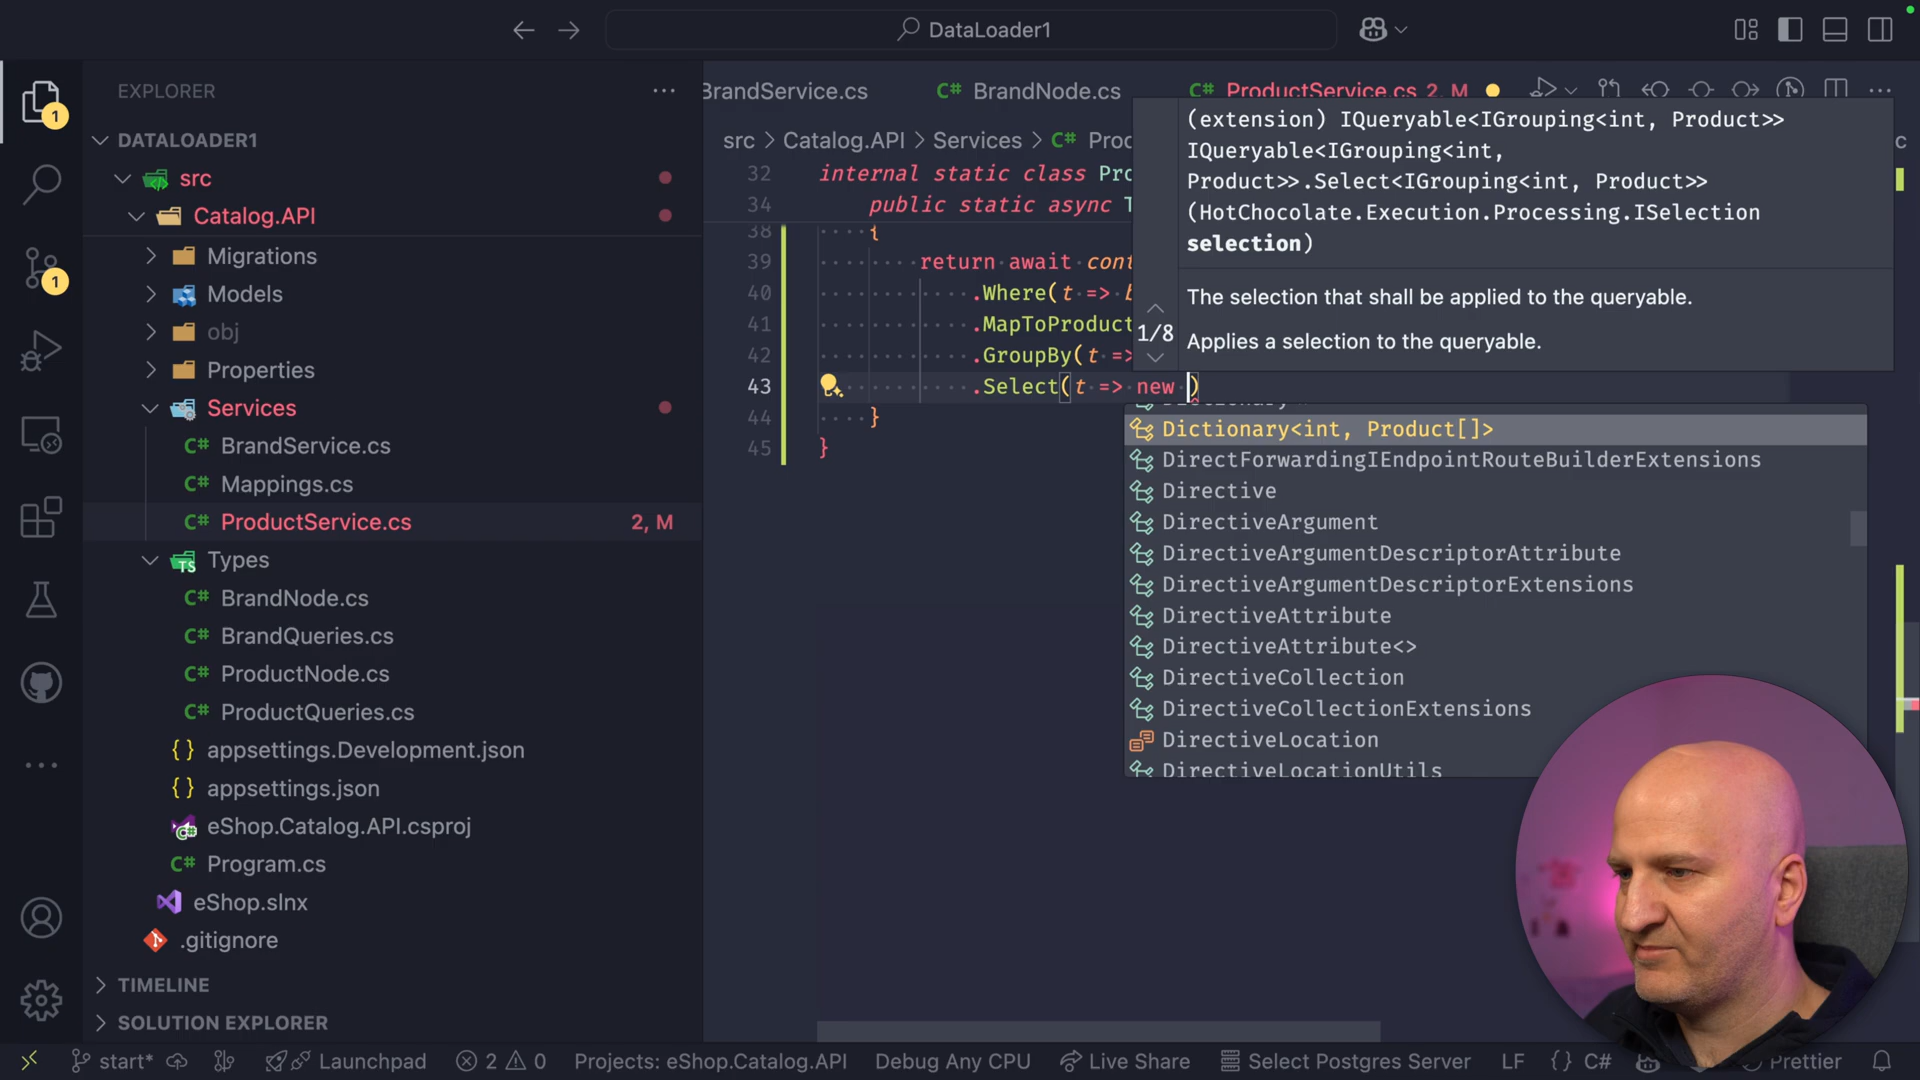 DataLoader1
EXPLORER
DATALOADER1
src
Catalog.API
Migrations
Models
obj
Properties
Services
BrandService.cs
Mappings.cs
ProductService.cs 2, M
Types
BrandNode.cs
BrandQueries.cs
ProductNode.cs
ProductQueries.cs
appsettings.Development.json
appsettings.json
eShop.Catalog.API.csproj
Program.cs
eShop.slnx
.gitignore
TIMELINE
SOLUTION EXPLORER
1
1
BrandService.cs C# BrandNode.cs C# ProductService.cs 2, M
src > Catalog.API > Services > C#
32 internal static class
34 public static async
38 {
39 return await
40 .Where(t =>
41 .MapToProduct
42 .GroupBy(t =>
43 .Select(t => new )
44 }
45 }
(extension) IQueryable<IGrouping<int, Product>>
IQueryable<IGrouping<int,
Product>>.Select<IGrouping<int, Product>>
(HotChocolate.Execution.Processing.ISelection
selection)
The selection that shall be applied to the queryable.
1/8
Applies a selection to the queryable.
Dictionary<int, Product[]>
DirectForwardingIEndpointRouteBuilderExtensions
Directive
DirectiveArgument
DirectiveArgumentDescriptorAttribute
DirectiveArgumentDescriptorExtensions
DirectiveAttribute
DirectiveAttribute<>
DirectiveCollection
DirectiveCollectionExtensions
DirectiveLocation
DirectiveLocationUtils
start* Launchpad 2 0 Projects: eShop.Catalog.API Debug Any CPU Live Share Select Postgres Server LF {} C# Prettier